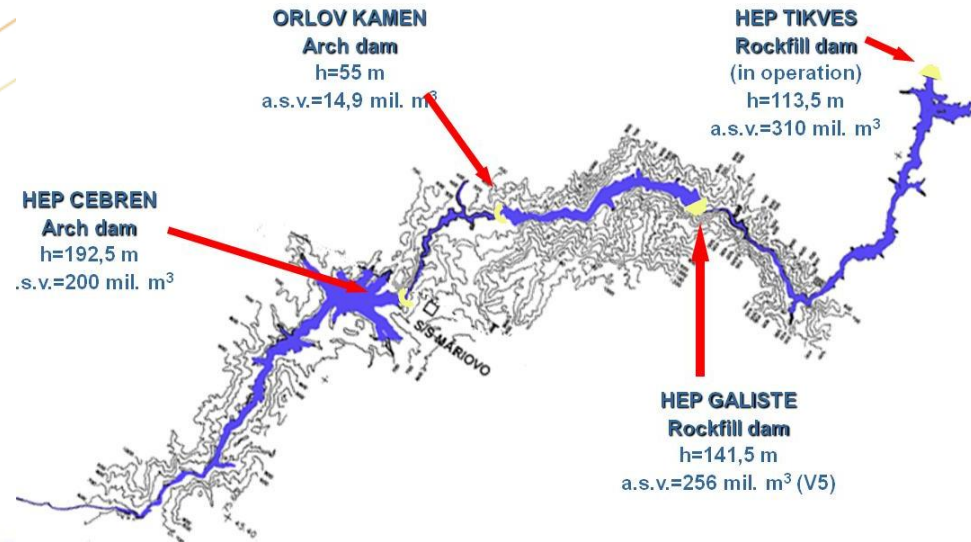 ORLOV KAMEN
Arch dam
h=55 m
a.s.v.=14,9 mil. m³
HEP TIKVES
Rockfill dam
(in operation)
h=113,5 m
a.s.v.=310 mil. m³
HEP CEBREN
Arch dam
h=192,5 m
.s.v.=200 mil. m³
S/S-MARIOVO
HEP GALISTE
Rockfill dam
h=141,5 m
a.s.v.=256 mil. m³ (V5)